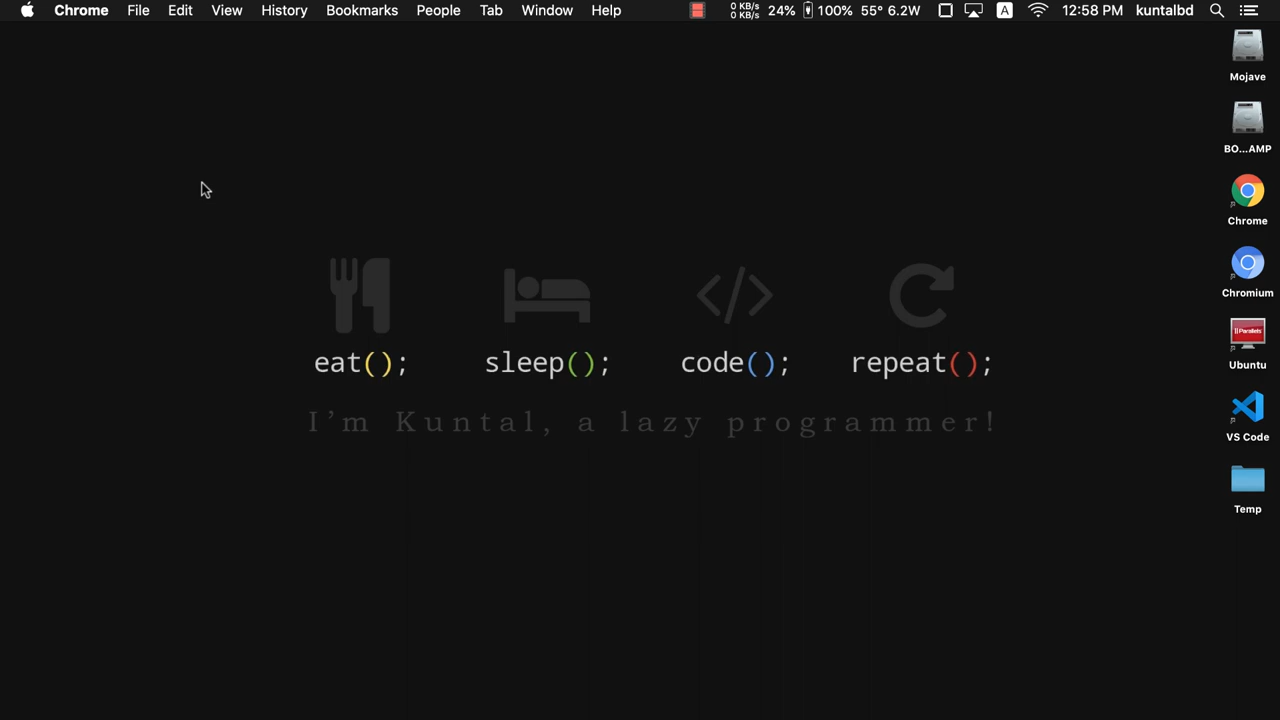 Chrome File Edit View History Bookmarks People Tab Window Help 0 KB/s 0 KB/s 24% 100% 55° 6.2W A 12:58 PM kuntalbd
Mojave
BO...AMP
Chrome
Chromium
|| Parallels
Ubuntu
VS Code
Temp
eat(); sleep(); code(); repeat();
I’m Kuntal, a lazy programmer!